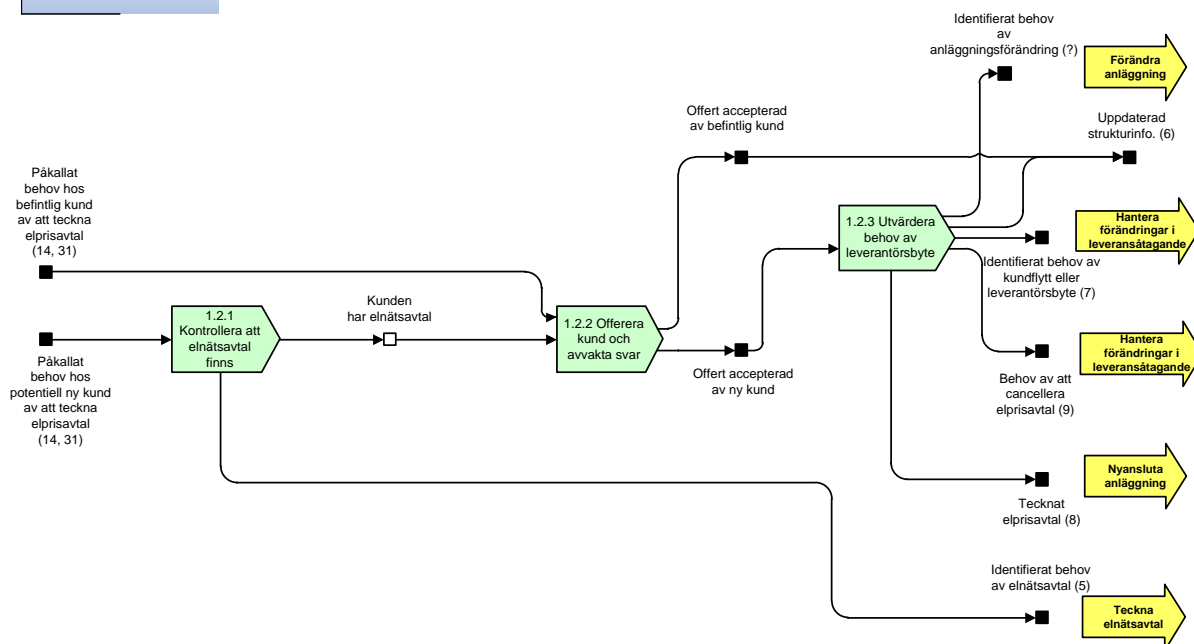 Identifierat behov
av
anläggningsförändring (?)
Förändra
anläggning
Offert accepterad
av befintlig kund
Uppdaterad
strukturinfo. (6)
Påkallat
behov hos
befintlig kund
av att teckna
elprisavtal
(14, 31)
1.2.3 Utvärdera
behov av
leverantörsbyte
Hantera
förändringar i
leveransåtagande
Identifierat behov av
kundflytt eller
leverantörsbyte (7)
Kunden
har elnätsavtal
1.2.1
Kontrollera att
elnätsavtal
finns
1.2.2 Offerera
kund och
avvakta svar
Hantera
förändringar i
leveransåtagande
Påkallat
behov hos
potentiell ny kund
av att teckna
elprisavtal
(14, 31)
Offert accepterad
av ny kund
Behov av att
cancellera
elprisavtal (9)
Nyansluta
anläggning
Tecknat
elprisavtal (8)
Identifierat behov
av elnätsavtal (5)
Teckna
elnätsavtal